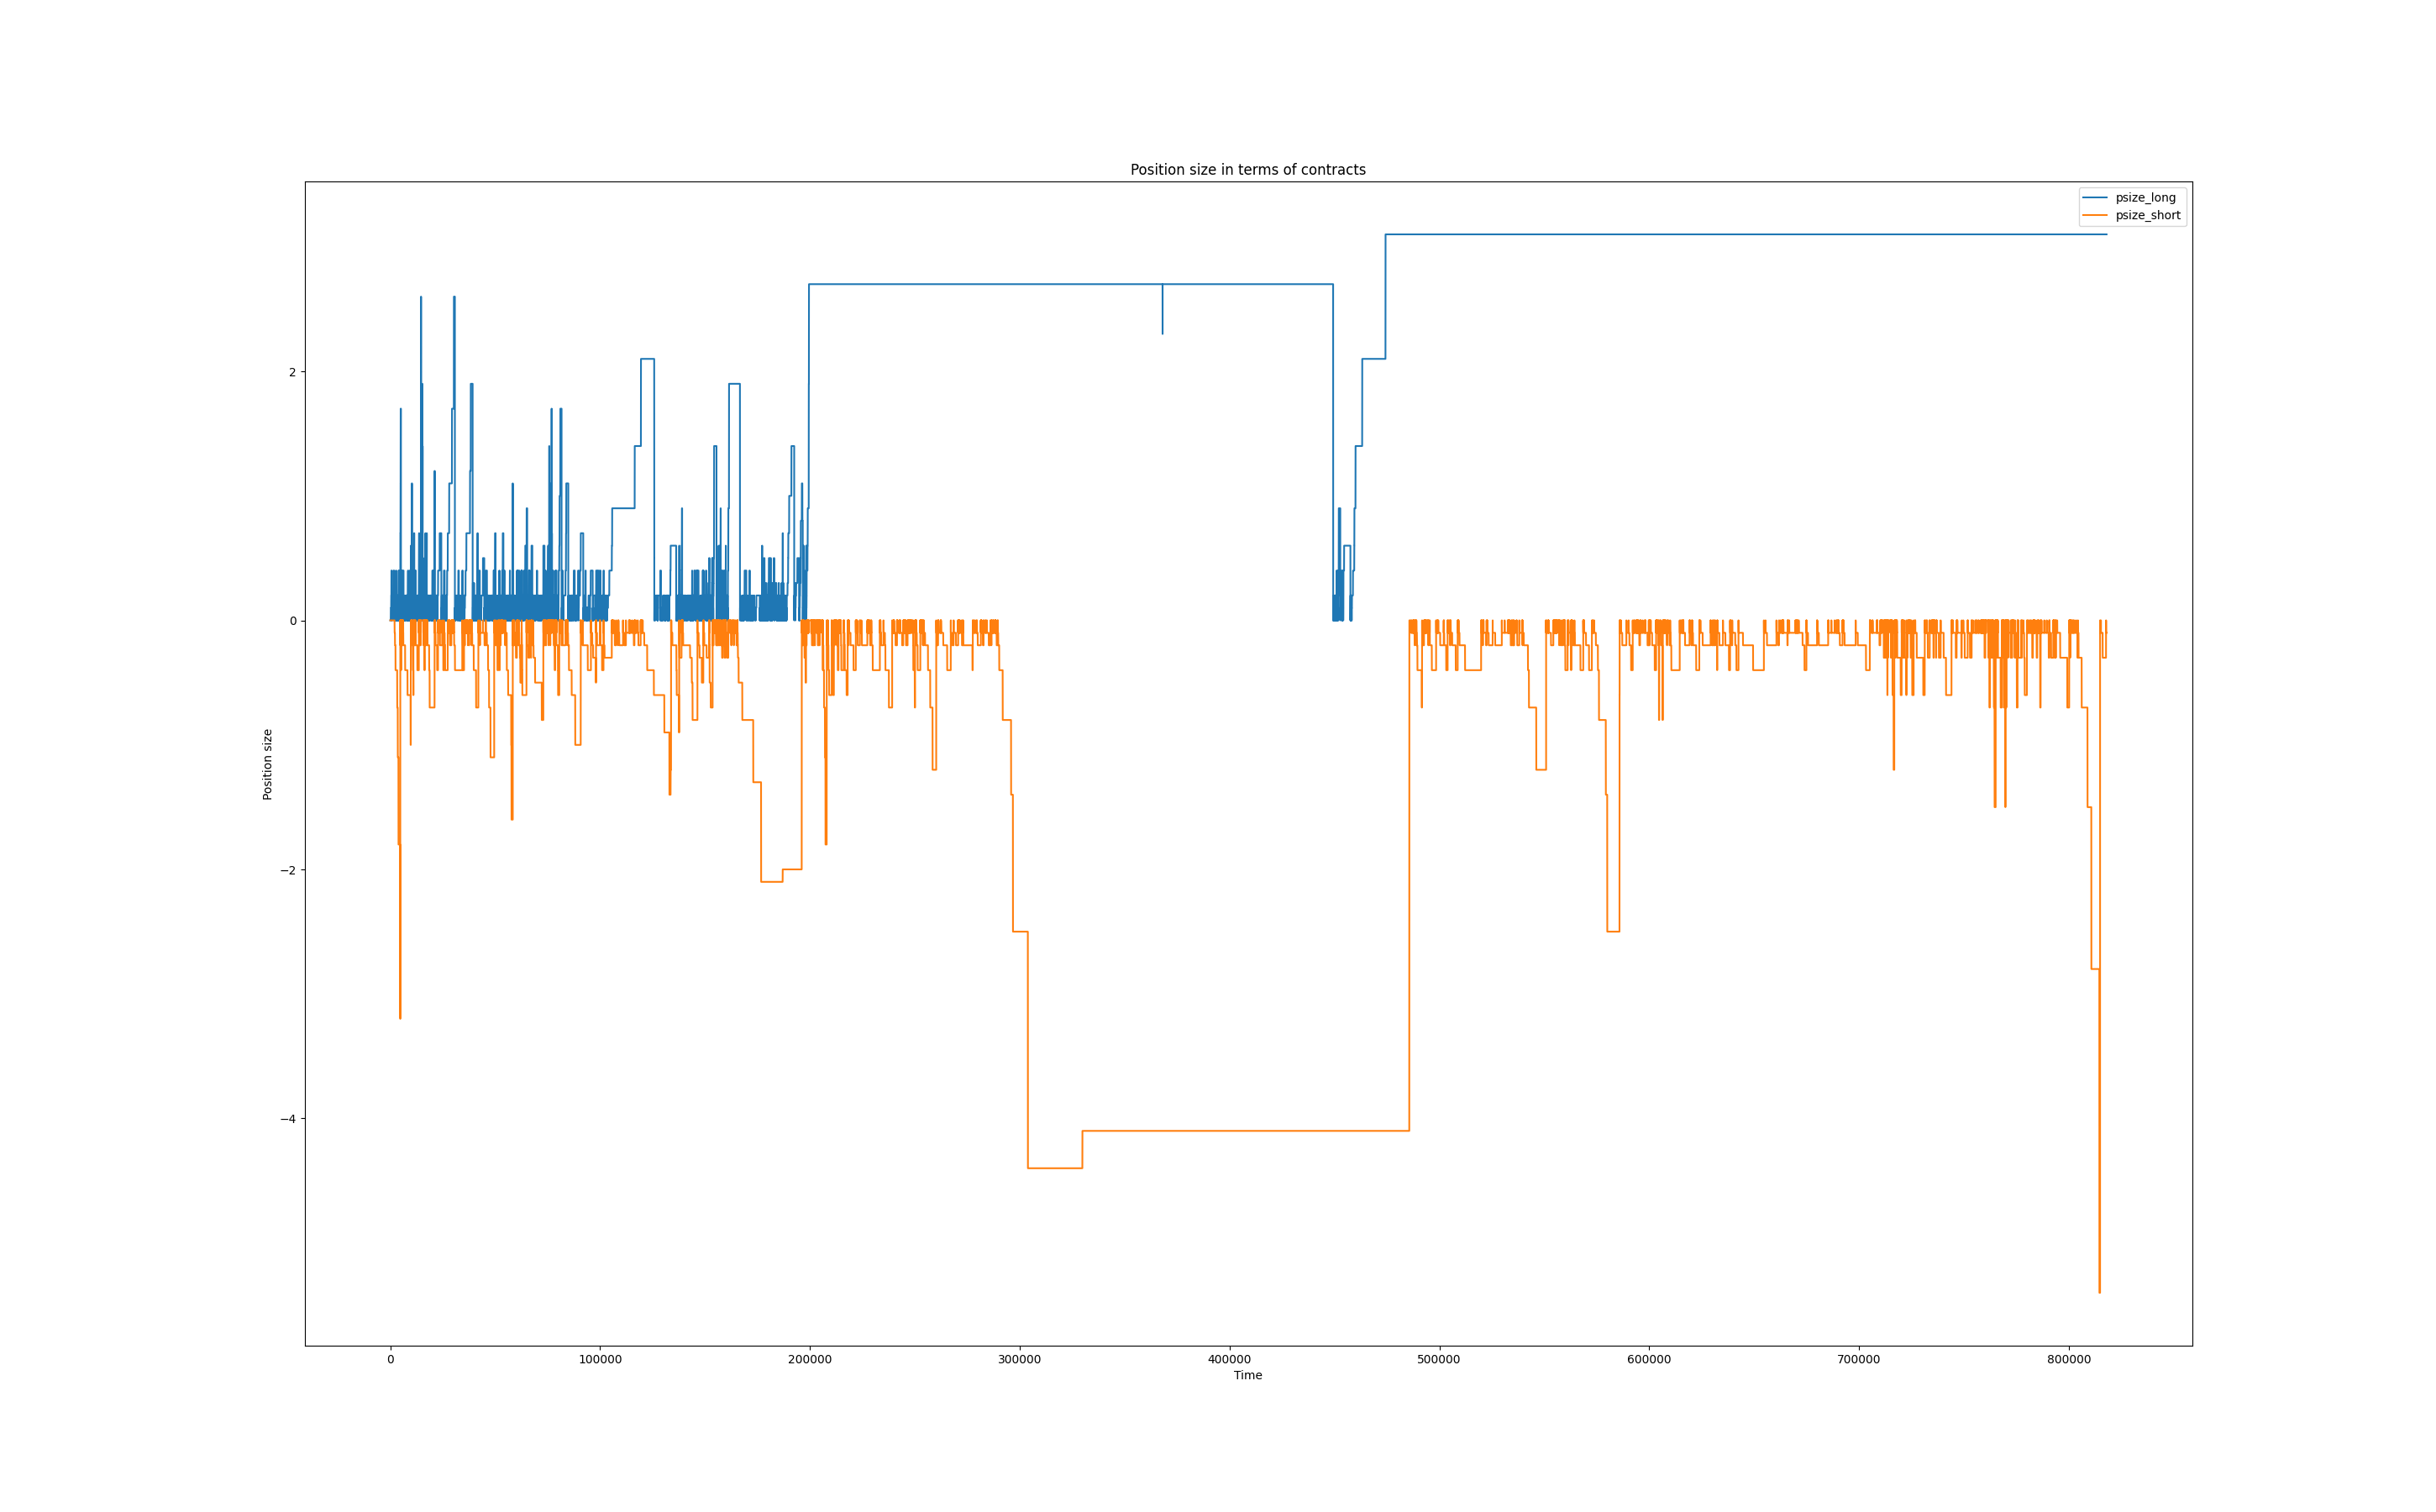 Position size in terms of contracts
psize_long
psize_short
2
0
−2
−4
Position size
0
100000
200000
300000
400000
500000
600000
700000
800000
Time